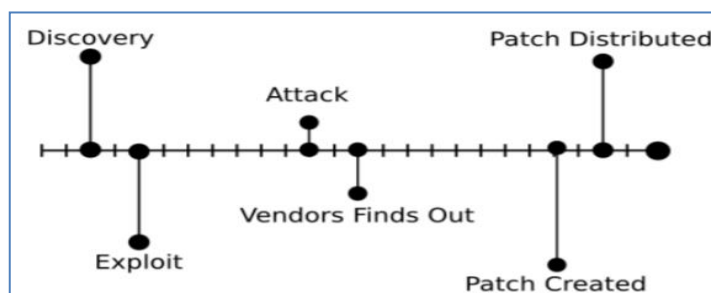 Discovery
Patch Distributed
Attack
Vendors Finds Out
Exploit
Patch Created